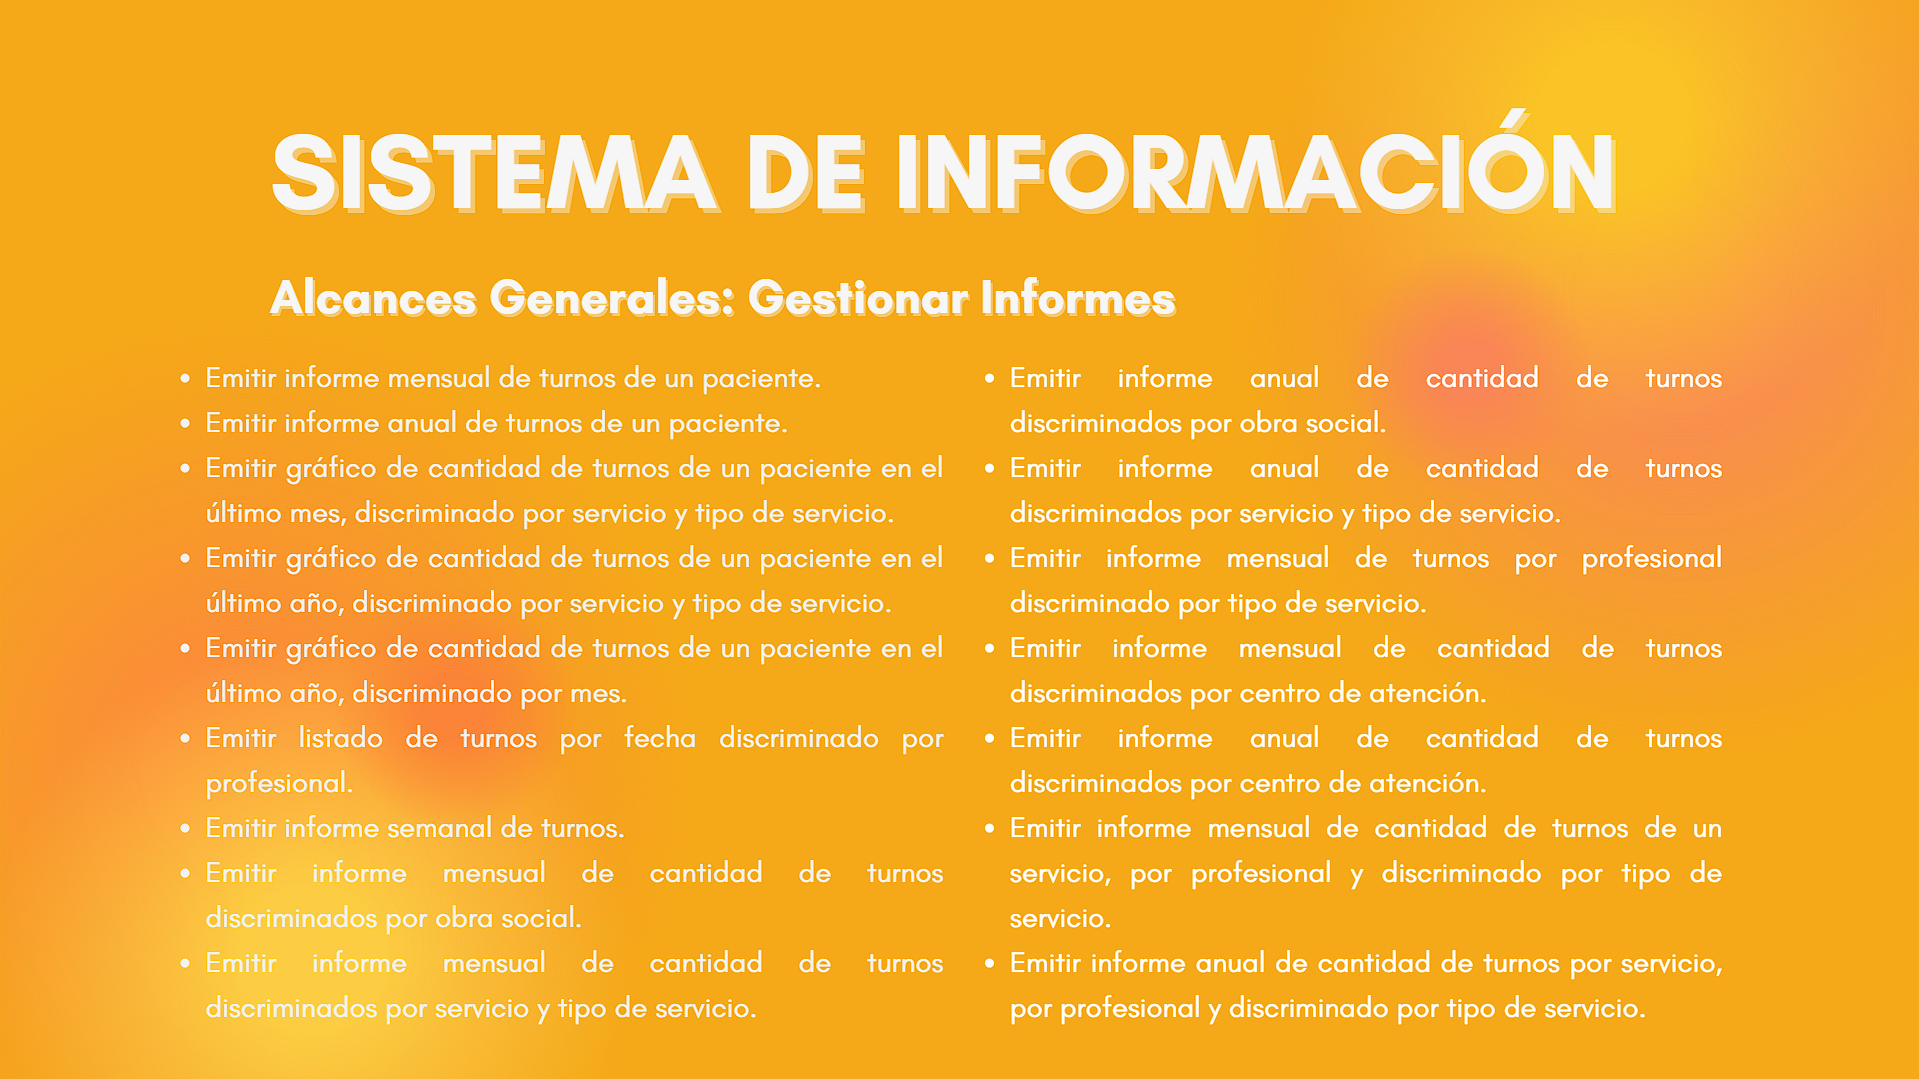 SISTEMA DE INFORMACIÓN
Alcances Generales: Gestionar Informes
• Emitir informe mensual de turnos de un paciente.
• Emitir informe anual de turnos de un paciente.
• Emitir gráfico de cantidad de turnos de un paciente en el
último mes, discriminado por servicio y tipo de servicio.
• Emitir gráfico de cantidad de turnos de un paciente en el
último año, discriminado por servicio y tipo de servicio.
• Emitir gráfico de cantidad de turnos de un paciente en el
último año, discriminado por mes.
• Emitir listado de turnos por fecha discriminado por
profesional.
• Emitir informe semanal de turnos.
• Emitir informe mensual de cantidad de turnos
discriminados por obra social.
• Emitir informe mensual de cantidad de turnos
discriminados por servicio y tipo de servicio.
• Emitir informe anual de cantidad de turnos
discriminados por obra social.
• Emitir informe anual de cantidad de turnos
discriminados por servicio y tipo de servicio.
• Emitir informe mensual de turnos por profesional
discriminado por tipo de servicio.
• Emitir informe mensual de cantidad de turnos
discriminados por centro de atención.
• Emitir informe anual de cantidad de turnos
discriminados por centro de atención.
• Emitir informe mensual de cantidad de turnos de un
servicio, por profesional y discriminado por tipo de
servicio.
• Emitir informe anual de cantidad de turnos por servicio,
por profesional y discriminado por tipo de servicio.